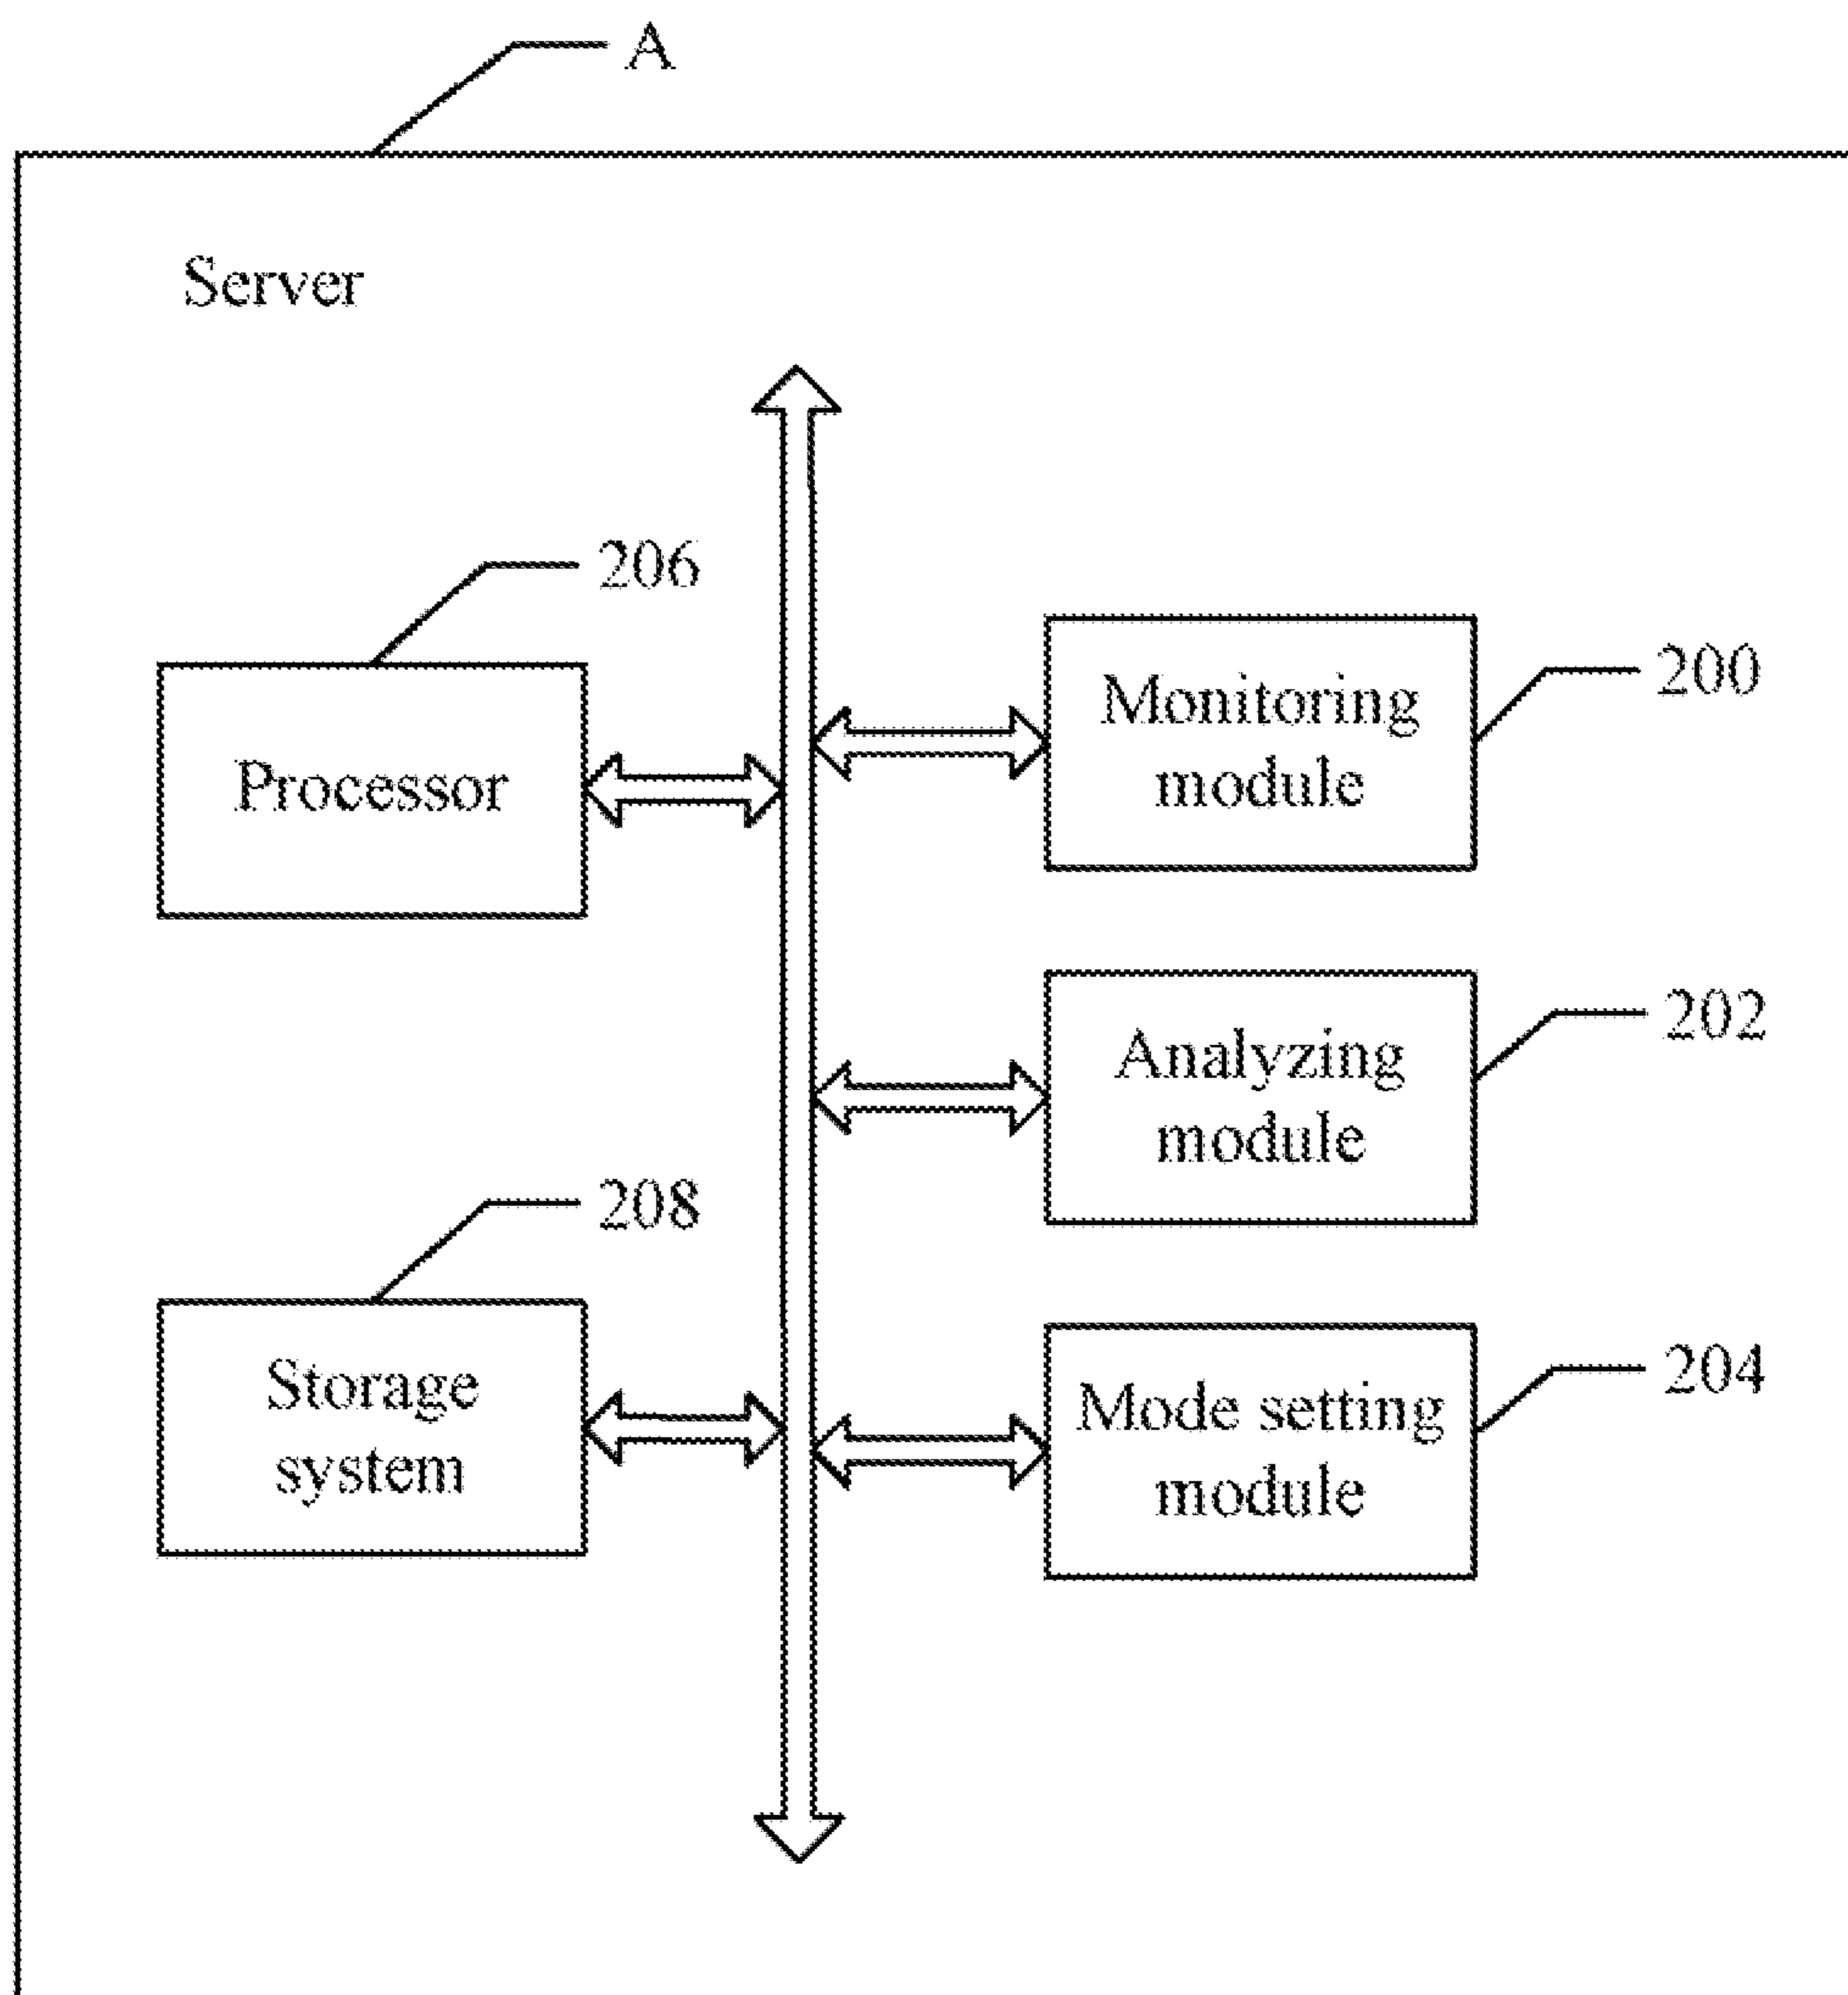 A
Server
206
Processor
Monitoring
module
200
Analyzing
module
202
208
Storage
system
Mode setting
module
204